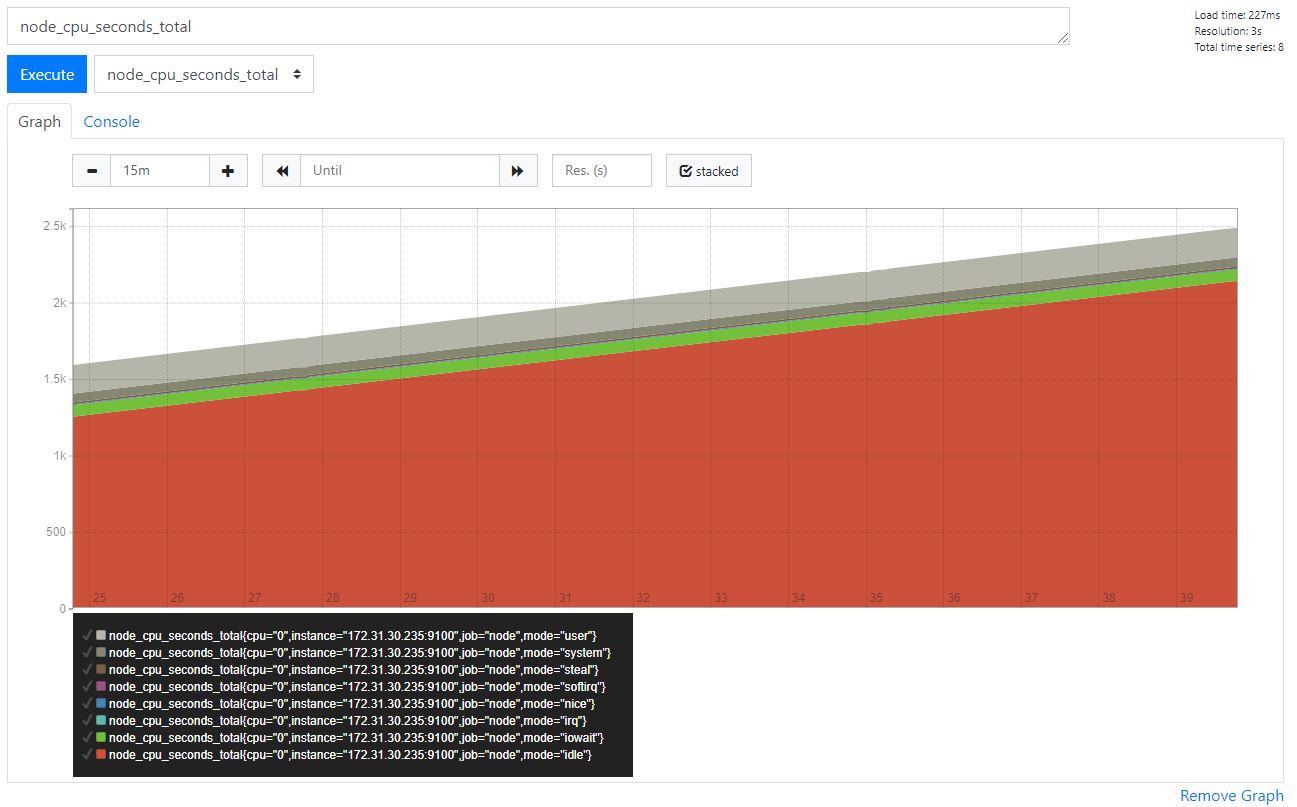 node_cpu_seconds_total
Load time: 227ms
Resolution: 3s
Total time series: 8
Execute node_cpu_seconds_total
Graph Console
15m Until Res. (s) stacked
2.5k
2k
1.5k
1k
500
0
25 26 27 28 29 30 31 32 33 34 35 36 37 38 39
node_cpu_seconds_total{cpu="0",instance="172.31.30.235:9100",job="node",mode="user"}
node_cpu_seconds_total{cpu="0",instance="172.31.30.235:9100",job="node",mode="system"}
node_cpu_seconds_total{cpu="0",instance="172.31.30.235:9100",job="node",mode="steal"}
node_cpu_seconds_total{cpu="0",instance="172.31.30.235:9100",job="node",mode="softirq"}
node_cpu_seconds_total{cpu="0",instance="172.31.30.235:9100",job="node",mode="nice"}
node_cpu_seconds_total{cpu="0",instance="172.31.30.235:9100",job="node",mode="irq"}
node_cpu_seconds_total{cpu="0",instance="172.31.30.235:9100",job="node",mode="iowait"}
node_cpu_seconds_total{cpu="0",instance="172.31.30.235:9100",job="node",mode="idle"}
Remove Graph